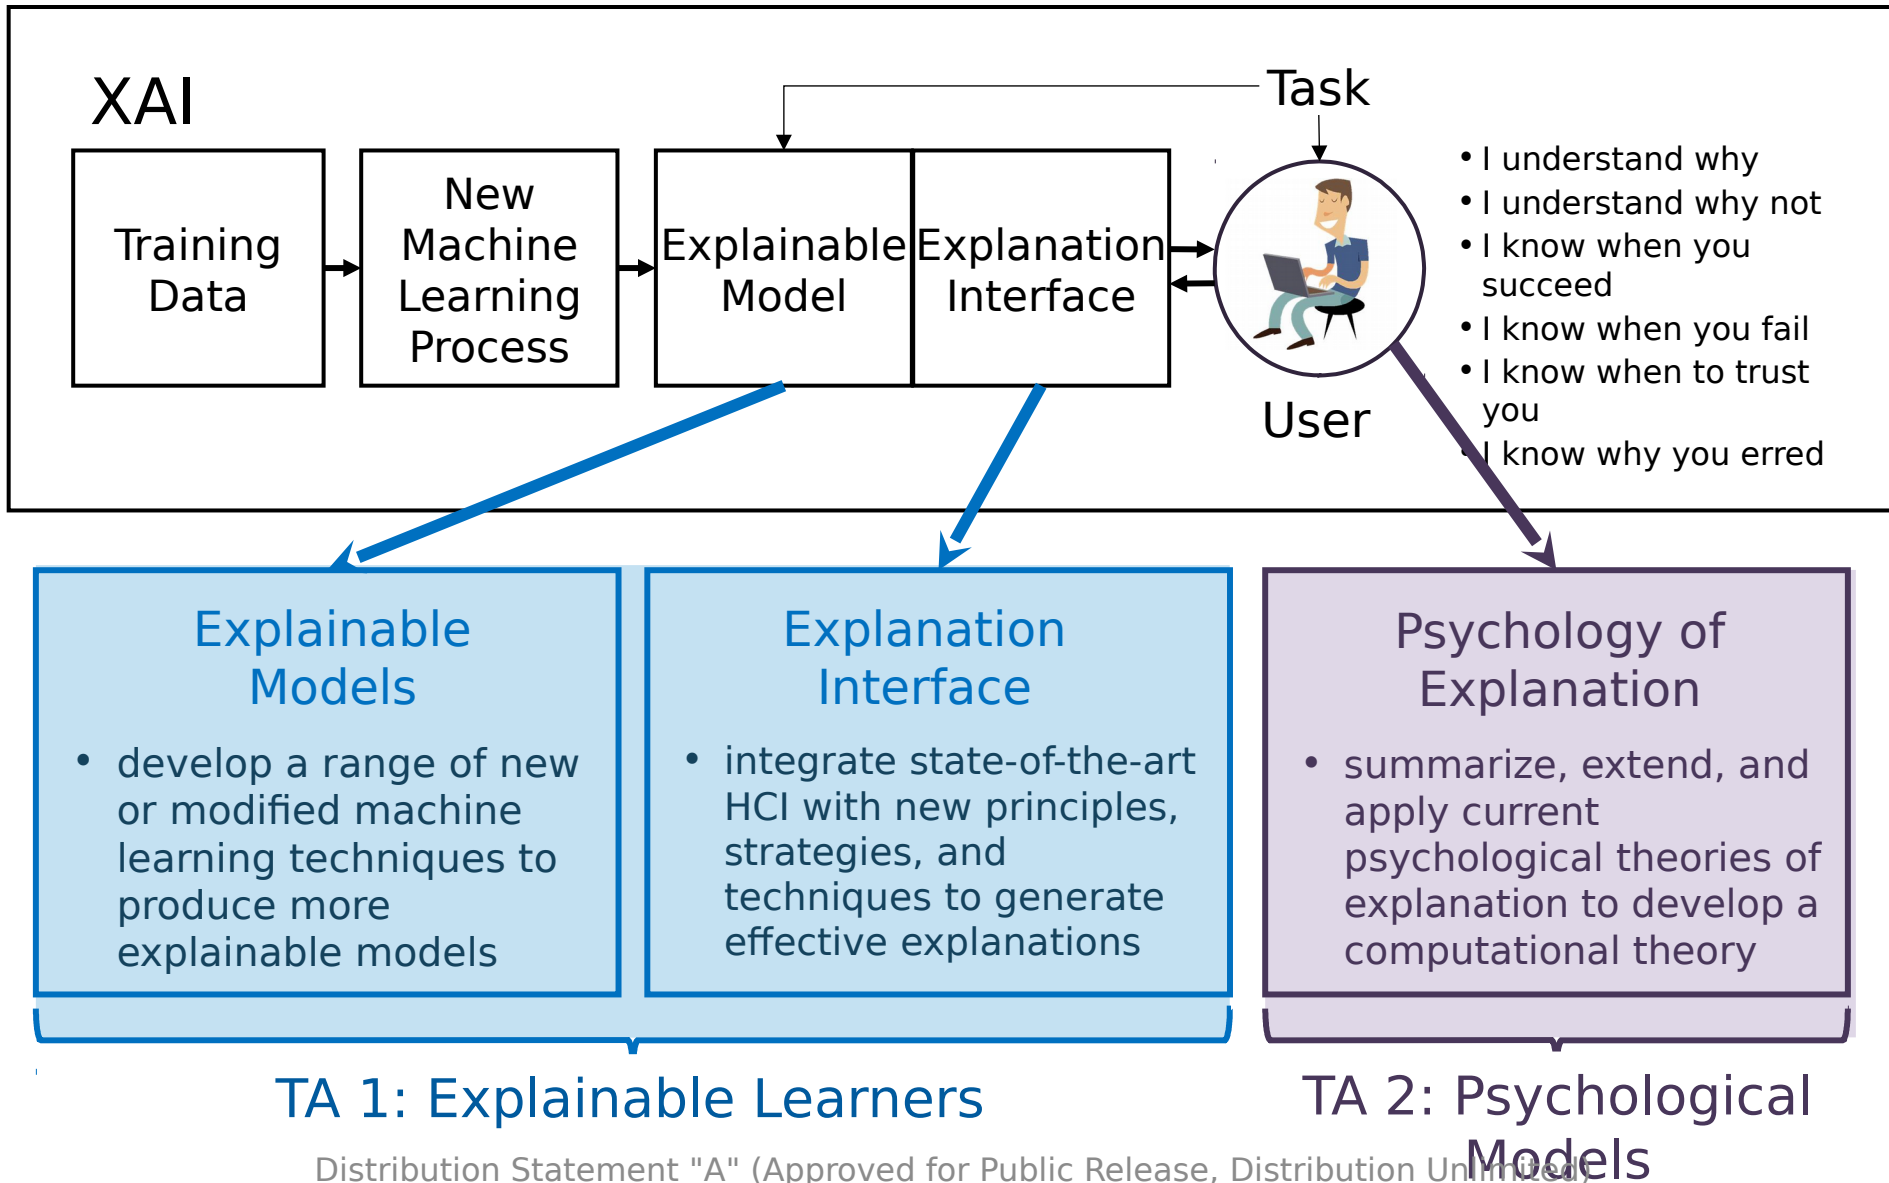 XAI
Task
Training
Data
New
Machine
Learning
Process
Explainable
Model
Explanation
Interface
User
• I understand why
• I understand why not
• I know when you
succeed
• I know when you fail
• I know when to trust
you
• I know why you erred
Explainable
Models
• develop a range of new
or modified machine
learning techniques to
produce more
explainable models
Explanation
Interface
• integrate state-of-the-art
HCI with new principles,
strategies, and
techniques to generate
effective explanations
Psychology of
Explanation
• summarize, extend, and
apply current
psychological theories of
explanation to develop a
computational theory
TA 1: Explainable Learners
TA 2: Psychological
Models
Distribution Statement "A" (Approved for Public Release, Distribution Unlimited)